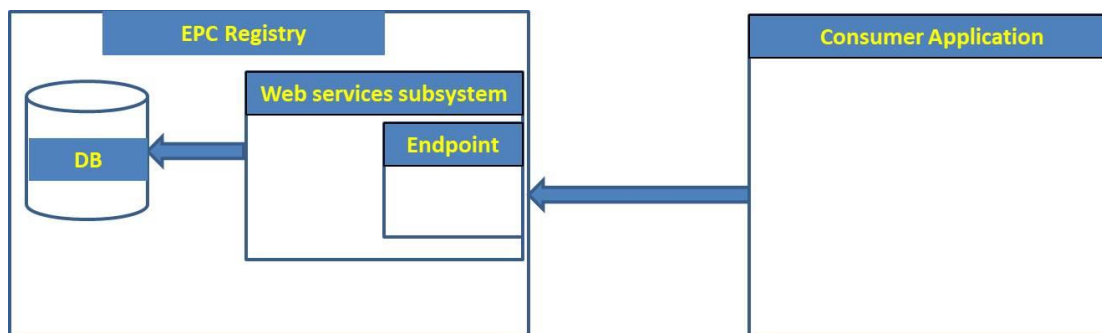 EPC Registry
Consumer Application
Web services subsystem
Endpoint
DB